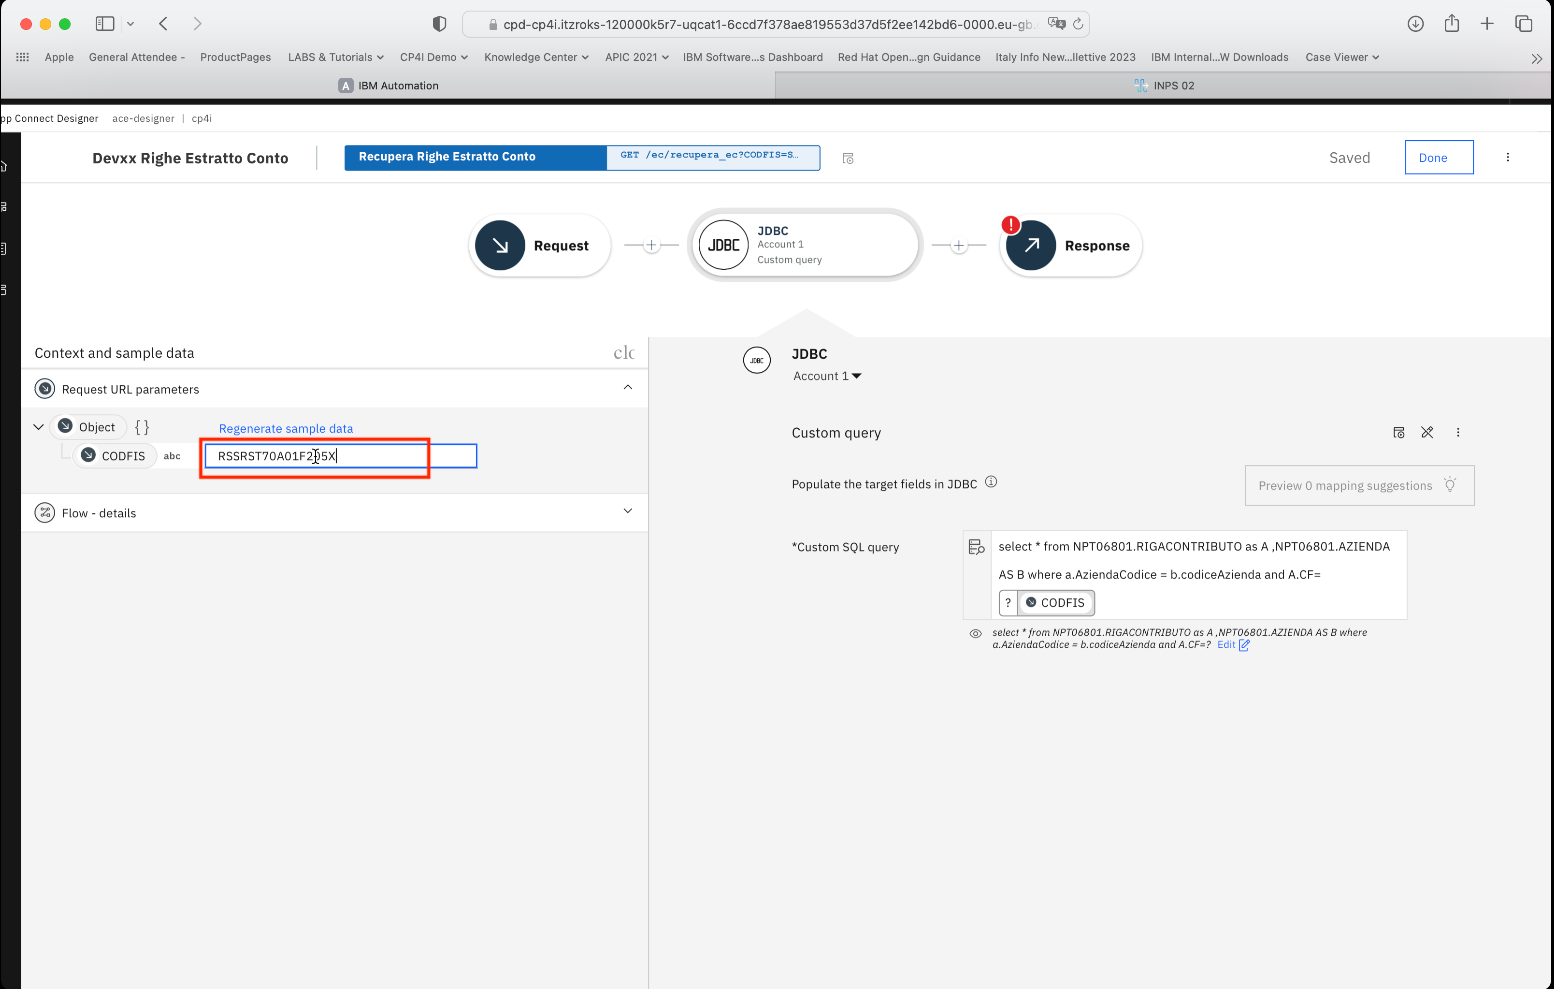 cpd-cp4i.itzroks-120000k5r7-uqcat1-6ccd7f378ae819553d37d5f2ee142bd6-0000.eu-gb.
Apple General Attendee - ProductPages LABS & Tutorials CP4I Demo Knowledge Center APIC 2021 IBM Software...s Dashboard Red Hat Open...gn Guidance Italy Info New...llettive 2023 IBM Internal...W Downloads Case Viewer
A IBM Automation INPS 02
pp Connect Designer ace-designer | cp4i
Devxx Righe Estratto Conto
Recupera Righe Estratto Conto GET /ec/recupera_ec?CODFIS=S…
Saved Done
Request
JDBC
JDBC
Account 1
Custom query
!
Response
Context and sample data clc
Request URL parameters
Object { } Regenerate sample data
CODFIS abc RSSRST70A01F205X
Flow - details
JDBC
JDBC
Account 1
Custom query
Populate the target fields in JDBC
Preview 0 mapping suggestions
*Custom SQL query
select * from NPT06801.RIGACONTRIBUTO as A ,NPT06801.AZIENDA
AS B where a.AziendaCodice = b.codiceAzienda and A.CF=
? CODFIS
select * from NPT06801.RIGACONTRIBUTO as A ,NPT06801.AZIENDA AS B where
a.AziendaCodice = b.codiceAzienda and A.CF=? Edit